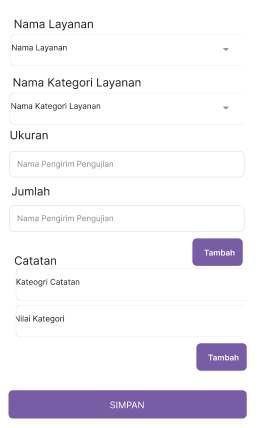 Nama Layanan
Nama Layanan
Nama Kategori Layanan
Nama Kategori Layanan
Ukuran
Nama Pengirim Pengujian
Jumlah
Nama Pengirim Pengujian
Tambah
Catatan
Kateogri Catatan
Nilai Kategori
Tambah
SIMPAN